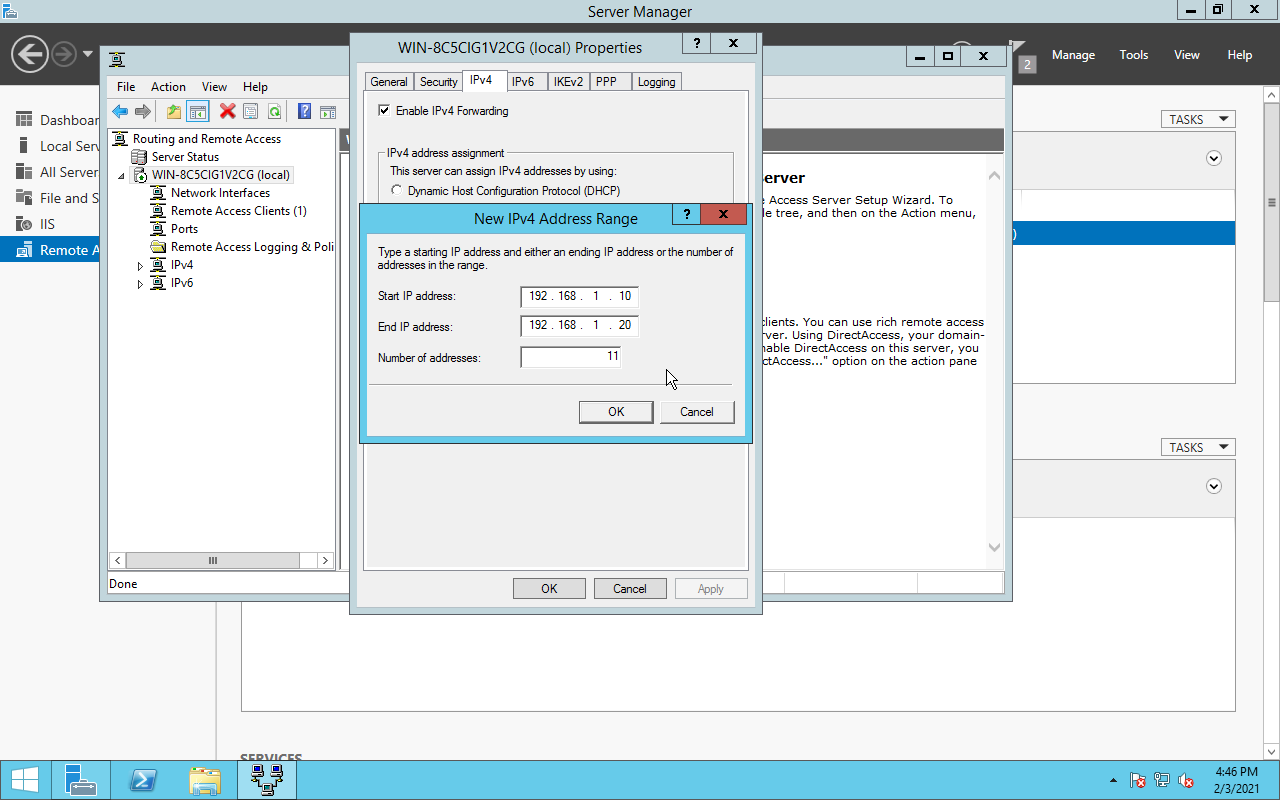 Server Manager
2
Manage
Tools
View
Help
Dashboar
Local Serv
All Server
File and S
IIS
Remote A
TASKS
TASKS
SERVICES
File
Action
View
Help
Routing and Remote Access
Server Status
WIN-8C5CIG1V2CG (local)
Network Interfaces
Remote Access Clients (1)
Ports
Remote Access Logging & Poli
IPv4
IPv6
Done
erver
e Access Server Setup Wizard. To
le tree, and then on the Action menu,
clients. You can use rich remote access
rver. Using DirectAccess, your domain-
nable DirectAccess on this server, you
ctAccess..." option on the action pane
WIN-8C5CIG1V2CG (local) Properties
?
General
Security
IPv4
IPv6
IKEv2
PPP
Logging
Enable IPv4 Forwarding
IPv4 address assignment
This server can assign IPv4 addresses by using:
Dynamic Host Configuration Protocol (DHCP)
New IPv4 Address Range
?
Type a starting IP address and either an ending IP address or the number of
addresses in the range.
Start IP address: 192 . 168 . 1 . 10
End IP address: 192 . 168 . 1 . 20
Number of addresses: 11
OK
Cancel
OK
Cancel
Apply
4:46 PM
2/3/2021